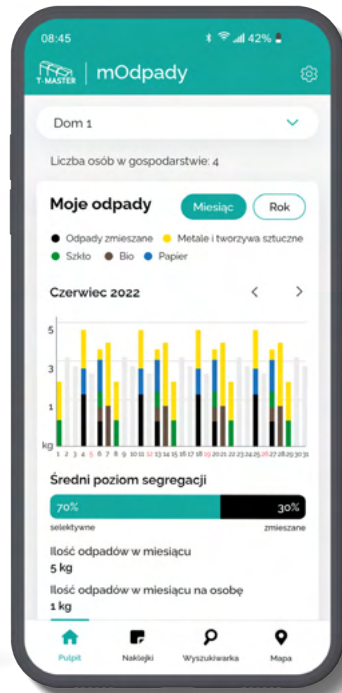 08:45 42%
T-MASTER mOdpady
Dom 1
Liczba osób w gospodarstwie: 4
Moje odpady Miesiąc Rok
Odpady zmieszane Metale i tworzywa sztuczne
Szkło Bio Papier
Czerwiec 2022 < >
5
3
1
kg
1 2 3 4 5 6 7 8 9 10 11 12 13 14 15 16 17 18 19 20 21 22 23 24 25 26 27 28 29 30 31
Średni poziom segregacji
70% 30%
selektywne zmieszane
Ilość odpadów w miesiącu
5 kg
Ilość odpadów w miesiącu na osobę
1 kg
Pulpit Naklejki Wyszukiwarka Mapa